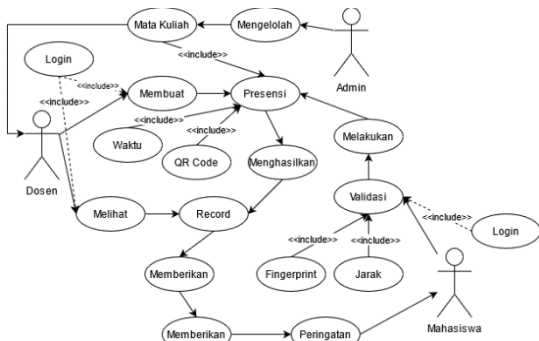 Mata Kuliah
Mengelolah
Login
<<include>>
Admin
<<include>>
Membuat
Presensi
<<include>>
Waktu
<<include>>
QR Code
Menghasilkan
Melakukan
Dosen
Melihat
Record
Validasi
<<include>>
Login
<<include>>
<<include>>
Memberikan
Fingerprint
Jarak
Mahasiswa
Memberikan
Peringatan